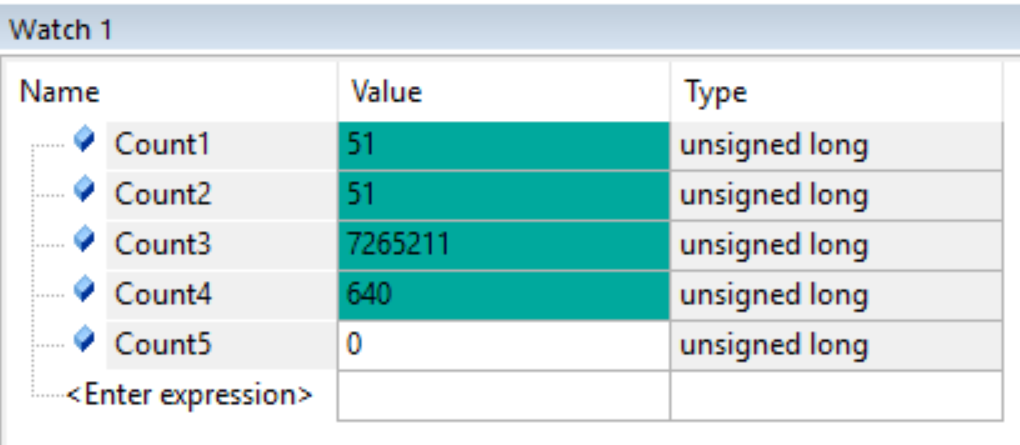 Watch 1
Name Value Type
Count1 51 unsigned long
Count2 51 unsigned long
Count3 7265211 unsigned long
Count4 640 unsigned long
Count5 0 unsigned long
<Enter expression>